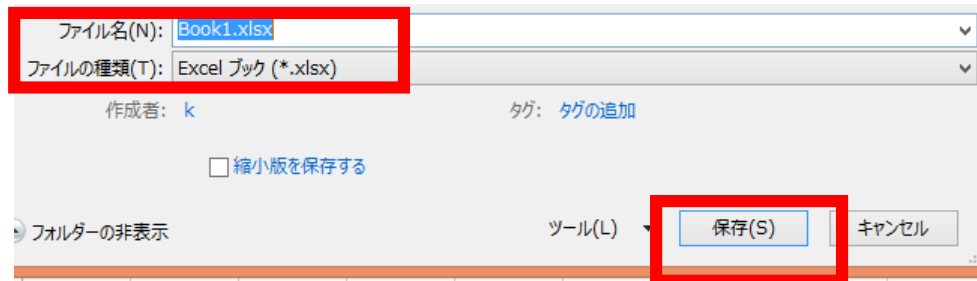 ファイル名(N): Book1.xlsx
ファイルの種類(T): Excel ブック (*.xlsx)
作成者: k タグ: タグの追加
縮小版を保存する
フォルダーの非表示 ツール(L) 保存(S) キャンセル